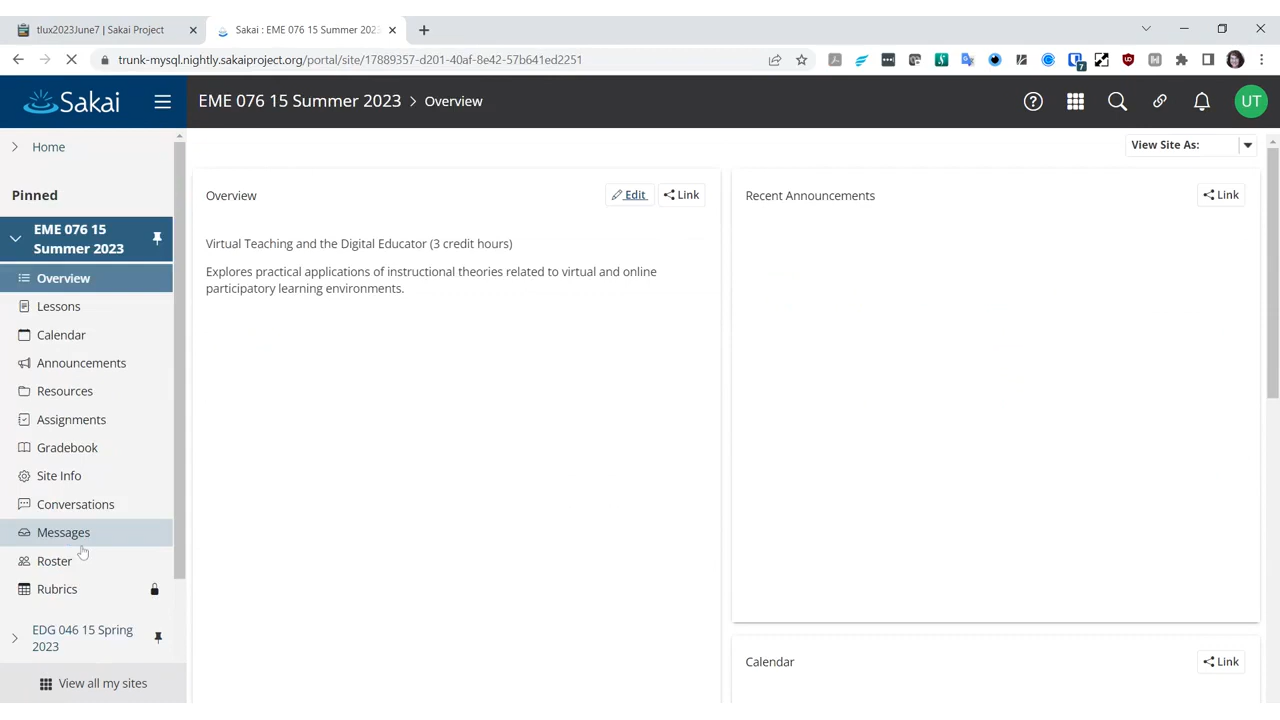 tlux2023June7 | Sakai Project
Sakai : EME 076 15 Summer 202
trunk-mysql.nightly.sakaiproject.org/portal/site/17889357-d201-40af-8e42-57b641ed2251
7
Sakai
EME 076 15 Summer 2023 > Overview
UT
Home
View Site As:
Pinned
EME 076 15
Summer 2023
Overview
Lessons
Calendar
Announcements
Resources
Assignments
Gradebook
Site Info
Conversations
Messages
Roster
Rubrics
EDG 046 15 Spring
2023
View all my sites
Overview
Edit
Link
Virtual Teaching and the Digital Educator (3 credit hours)
Explores practical applications of instructional theories related to virtual and online
participatory learning environments.
Recent Announcements
Link
Calendar
Link